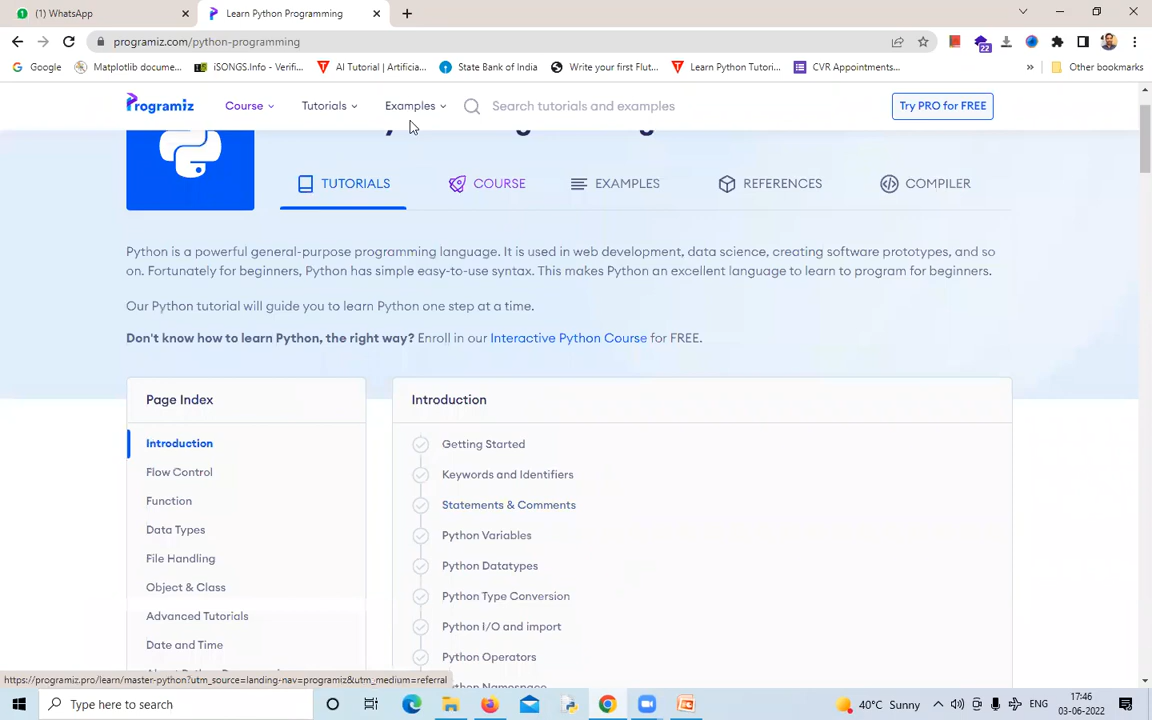 (1) WhatsApp
Learn Python Programming
programiz.com/python-programming
22
Google
Matplotlib docume...
iSONGS.Info - Verifi...
AI Tutorial | Artificia...
State Bank of India
Write your first Flut...
Learn Python Tutori...
CVR Appointments...
»
Other bookmarks
Programiz
Course
Tutorials
Examples
Search tutorials and examples
Try PRO for FREE
TUTORIALS
COURSE
EXAMPLES
REFERENCES
COMPILER
Python is a powerful general-purpose programming language. It is used in web development, data science, creating software prototypes, and so
on. Fortunately for beginners, Python has simple easy-to-use syntax. This makes Python an excellent language to learn to program for beginners.
Our Python tutorial will guide you to learn Python one step at a time.
Don't know how to learn Python, the right way? Enroll in our Interactive Python Course for FREE.
Page Index
Introduction
Flow Control
Function
Data Types
File Handling
Object & Class
Advanced Tutorials
Date and Time
Introduction
Getting Started
Keywords and Identifiers
Statements & Comments
Python Variables
Python Datatypes
Python Type Conversion
Python I/O and import
Python Operators
Python Namespace
https://programiz.pro/learn/master-python?utm_source=landing-nav=programiz&utm_medium=referral
Type here to search
40°C Sunny
ENG
17:46
03-06-2022